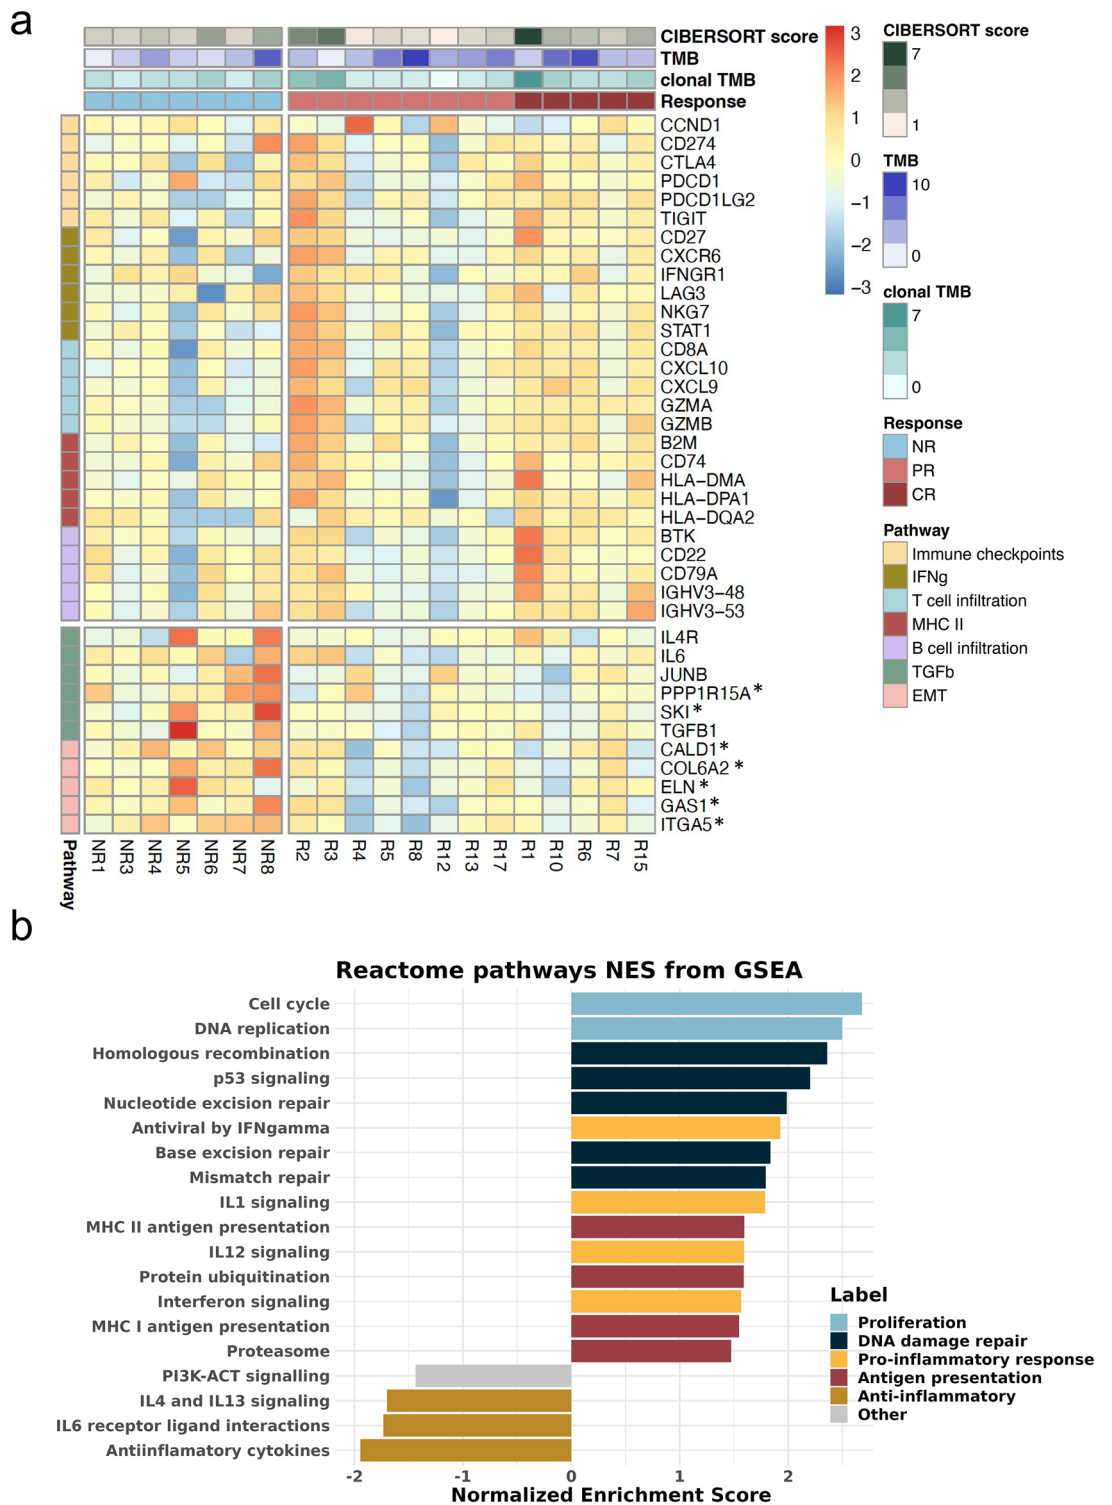 a
CIBERSORT score
TMB
clonal TMB
Response
CCND1
CD274
CTLA4
PDCD1
PDCD1LG2
TIGIT
CD27
CXCR6
IFNGR1
LAG3
NKG7
STAT1
CD8A
CXCL10
CXCL9
GZMA
GZMB
B2M
CD74
HLA-DMA
HLA-DPA1
HLA-DQA2
BTK
CD22
CD79A
IGHV3-48
IGHV3-53
IL4R
IL6
JUNB
PPP1R15A*
SKI*
TGFB1
CALD1*
COL6A2*
ELN*
GAS1*
ITGA5*
Pathway
NR1 NR3 NR4 NR5 NR6 NR7 NR8 R2 R3 R4 R5 R8 R12 R13 R17 R1 R10 R6 R7 R15
3
2
1
0
−1
−2
−3
CIBERSORT score
7
1
TMB
10
0
clonal TMB
7
0
Response
NR
PR
CR
Pathway
Immune checkpoints
IFNg
T cell infiltration
MHC II
B cell infiltration
TGFb
EMT
b
Reactome pathways NES from GSEA
Cell cycle
DNA replication
Homologous recombination
p53 signaling
Nucleotide excision repair
Antiviral by IFNgamma
Base excision repair
Mismatch repair
IL1 signaling
MHC II antigen presentation
IL12 signaling
Protein ubiquitination
Interferon signaling
MHC I antigen presentation
Proteasome
PI3K-ACT signalling
IL4 and IL13 signaling
IL6 receptor ligand interactions
Antiinflamatory cytokines
-2 -1 0 1 2
Normalized Enrichment Score
Label
Proliferation
DNA damage repair
Pro-inflammatory response
Antigen presentation
Anti-inflammatory
Other